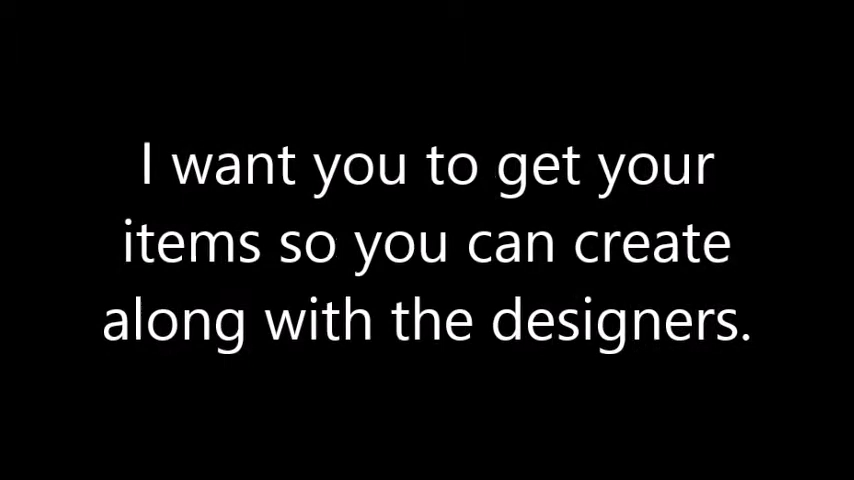 I want you to get your
items so you can create
along with the designers.